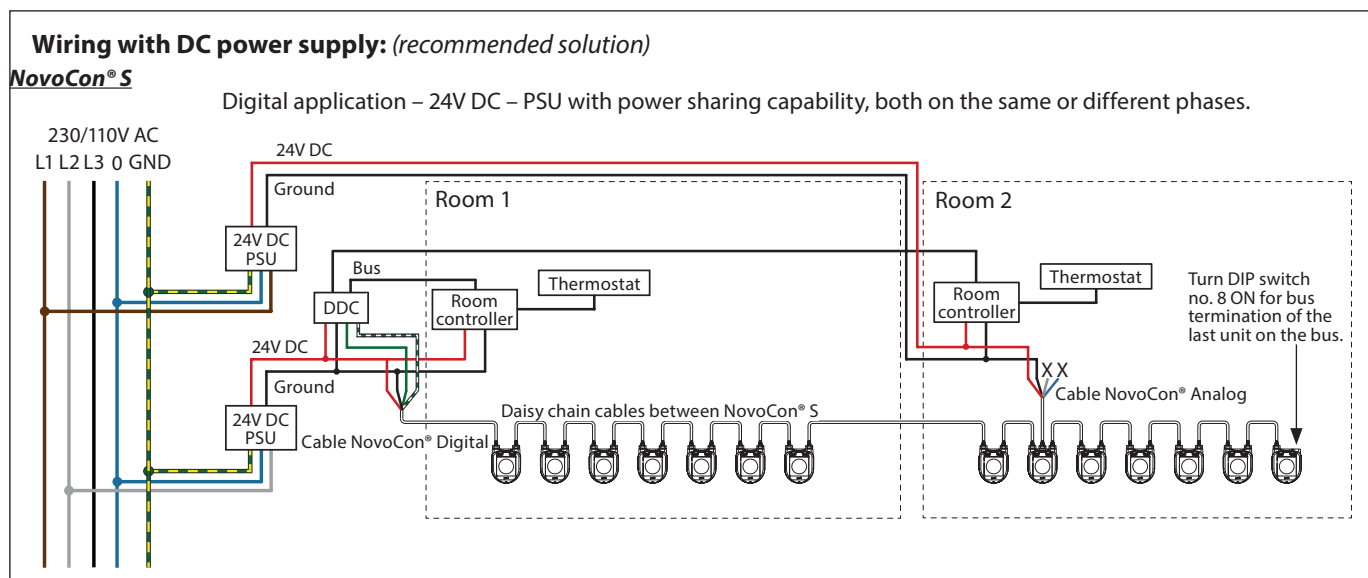 Wiring with DC power supply: (recommended solution)
NovoCon® S
Digital application – 24V DC – PSU with power sharing capability, both on the same or different phases.
230/110V AC
L1 L2 L3 0 GND
24V DC
Ground
24V DC
PSU
Room 1
Room 2
Bus
DDC
Room
controller
Thermostat
Room
controller
Thermostat
Turn DIP switch
no. 8 ON for bus
termination of the
last unit on the bus.
24V DC
Ground
24V DC
PSU
Cable NovoCon® Digital
Daisy chain cables between NovoCon® S
X X
Cable NovoCon® Analog